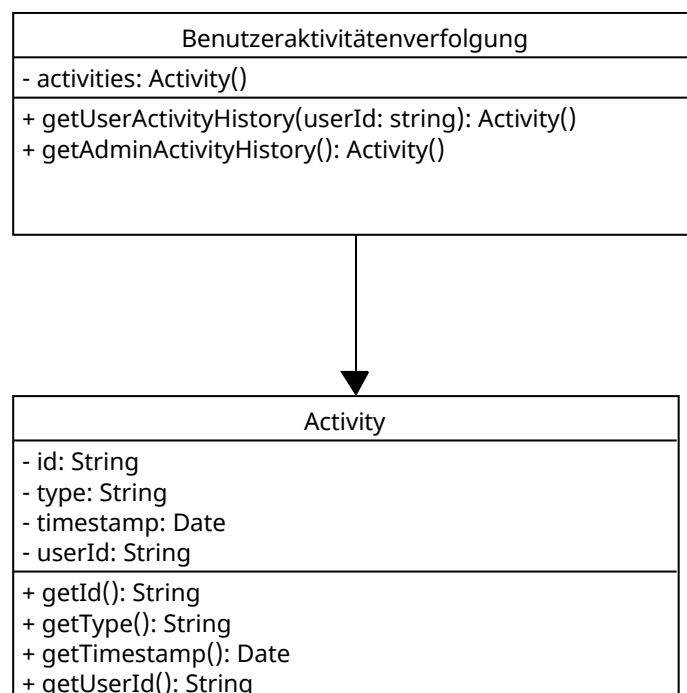 Benutzeraktivitätenverfolgung
- activities: Activity()
+ getUserActivityHistory(userId: string): Activity()
+ getAdminActivityHistory(): Activity()
Activity
- id: String
- type: String
- timestamp: Date
- userId: String
+ getId(): String
+ getType(): String
+ getTimestamp(): Date
+ getUserId(): String